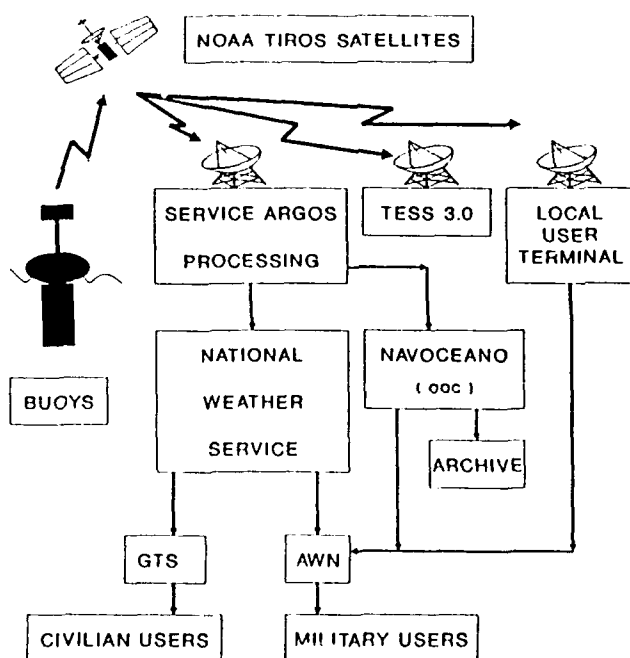 NOAA TIROS SATELLITES
SERVICE ARGOS
PROCESSING
TESS 3.0
LOCAL
USER
TERMINAL
NATIONAL
WEATHER
SERVICE
NAVOCEANO
( OOC )
BUOYS
ARCHIVE
GTS
AWN
CIVILIAN USERS
MILITARY USERS